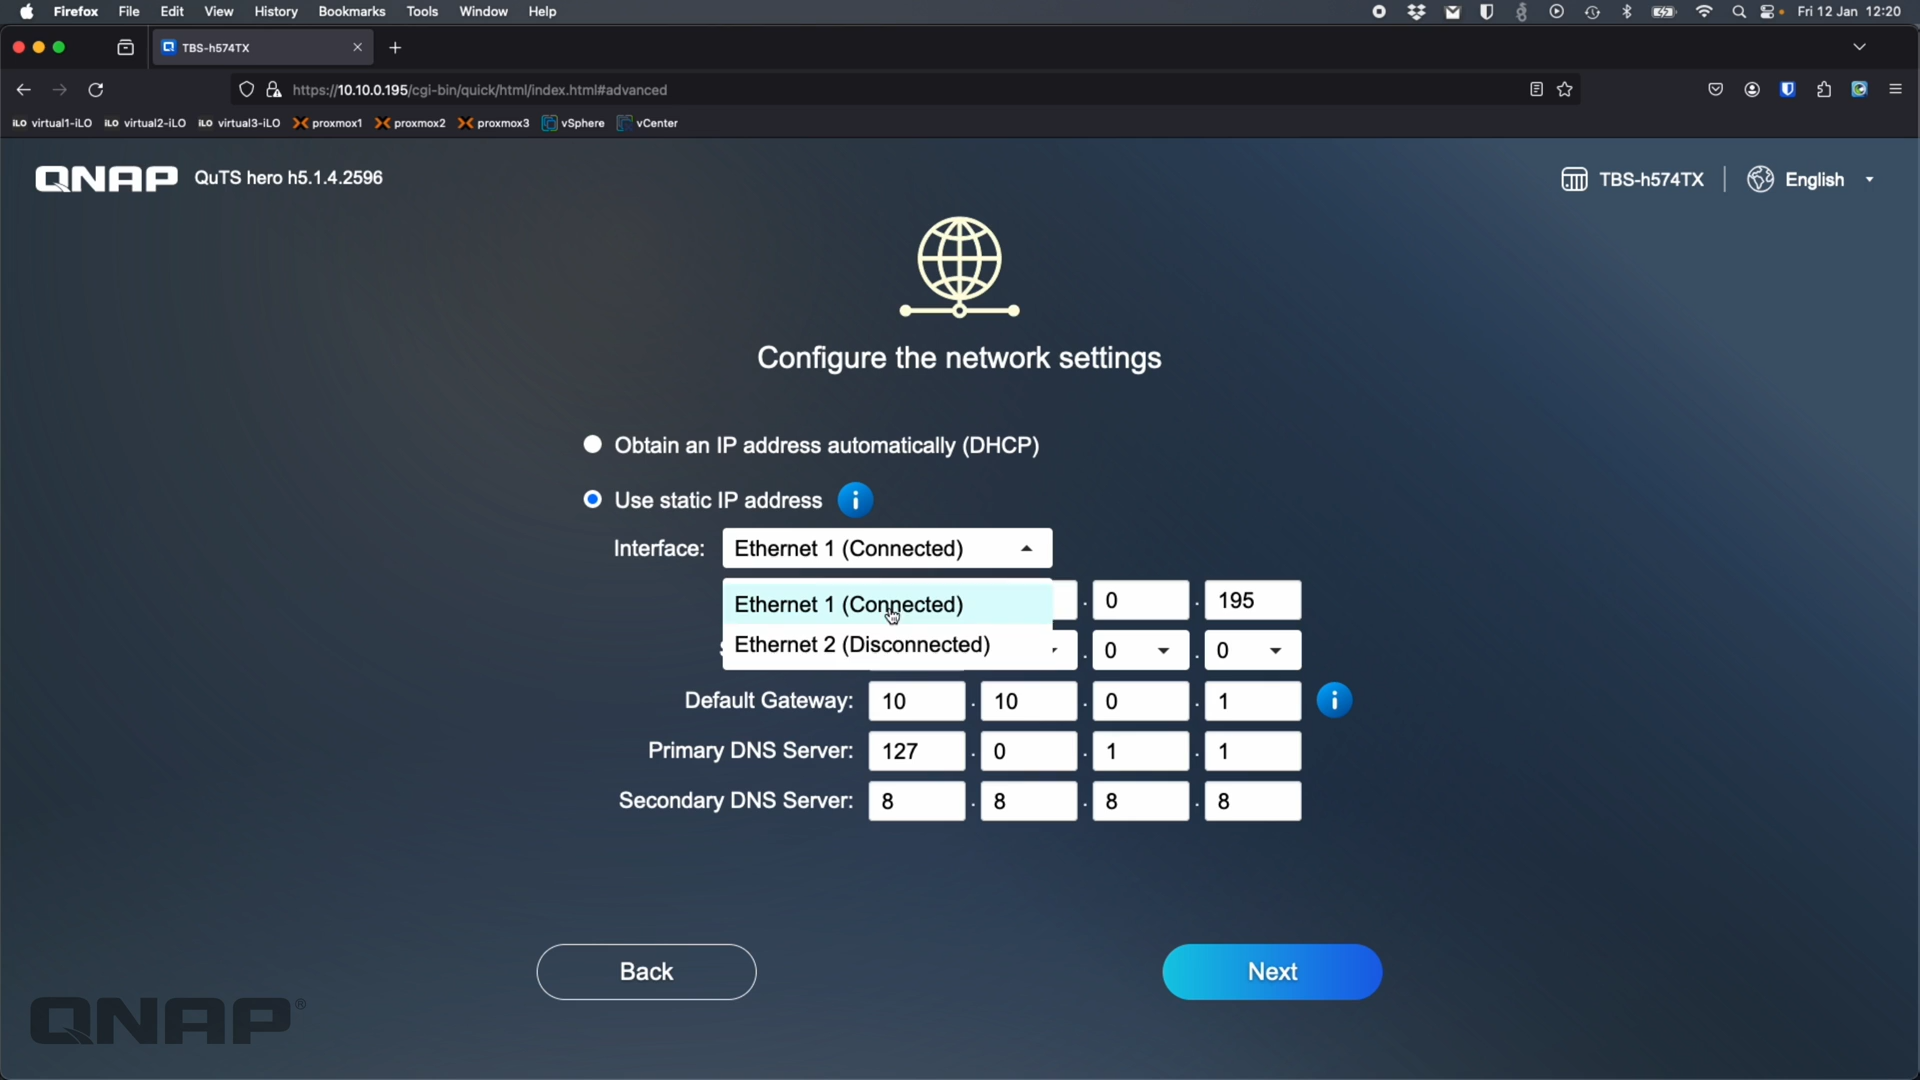 Firefox File Edit View History Bookmarks Tools Window Help Fri 12 Jan 12:20
TBS-h574TX
https://10.10.0.195/cgi-bin/quick/html/index.html#advanced
iLO virtual1-iLO iLO virtual2-iLO iLO virtual3-iLO proxmox1 proxmox2 proxmox3 vSphere vCenter
QNAP QuTS hero h5.1.4.2596 TBS-h574TX English
Configure the network settings
Obtain an IP address automatically (DHCP)
Use static IP address i
Interface: Ethernet 1 (Connected)
Ethernet 1 (Connected) . 0 . 195
Ethernet 2 (Disconnected) . 0 . 0
Default Gateway: 10 . 10 . 0 . 1 i
Primary DNS Server: 127 . 0 . 1 . 1
Secondary DNS Server: 8 . 8 . 8 . 8
Back Next
QNAP®